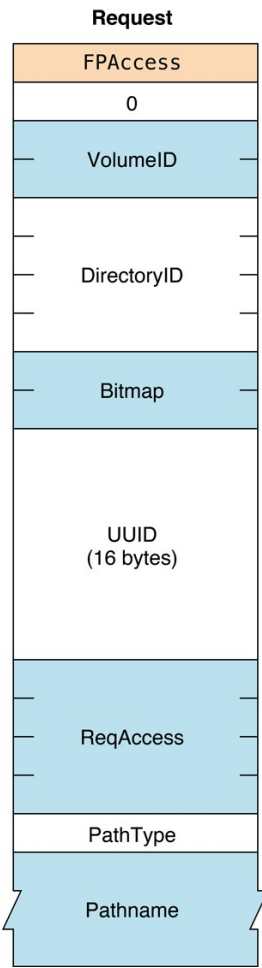 Request
FPAccess
0
VolumeID
DirectoryID
Bitmap
UUID
(16 bytes)
ReqAccess
PathType
Pathname